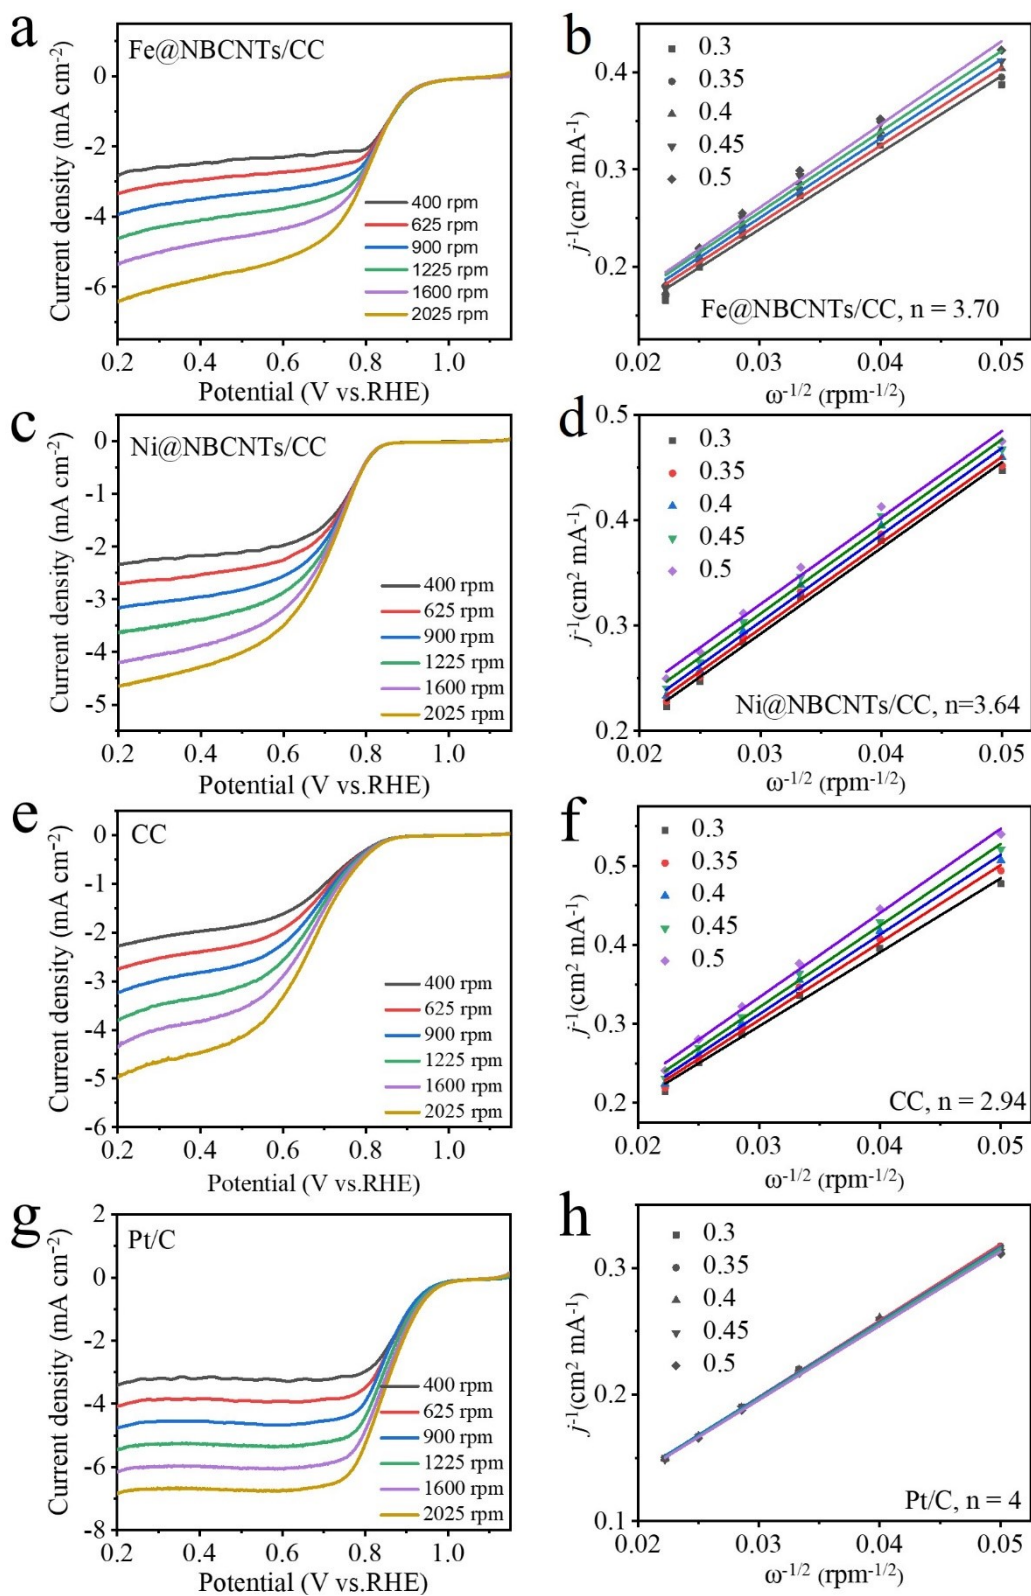 a
Fe@NBCNTs/CC
Current density (mA cm⁻²)
0
-2
-4
-6
400 rpm
625 rpm
900 rpm
1225 rpm
1600 rpm
2025 rpm
0.2 0.4 0.6 0.8 1.0
Potential (V vs.RHE)
b
j⁻¹(cm² mA⁻¹)
0.4
0.3
0.2
0.3
0.35
0.4
0.45
0.5
Fe@NBCNTs/CC, n = 3.70
0.02 0.03 0.04 0.05
ω⁻¹/² (rpm⁻¹/²)
c
Ni@NBCNTs/CC
Current density (mA cm⁻²)
0
-1
-2
-3
-4
-5
400 rpm
625 rpm
900 rpm
1225 rpm
1600 rpm
2025 rpm
0.2 0.4 0.6 0.8 1.0
Potential (V vs.RHE)
d
j⁻¹(cm² mA⁻¹)
0.5
0.4
0.3
0.2
0.3
0.35
0.4
0.45
0.5
Ni@NBCNTs/CC, n=3.64
0.02 0.03 0.04 0.05
ω⁻¹/² (rpm⁻¹/²)
e
CC
Current density (mA cm⁻²)
0
-1
-2
-3
-4
-5
-6
400 rpm
625 rpm
900 rpm
1225 rpm
1600 rpm
2025 rpm
0.2 0.4 0.6 0.8 1.0
Potential (V vs.RHE)
f
j⁻¹(cm² mA⁻¹)
0.5
0.4
0.3
0.2
0.3
0.35
0.4
0.45
0.5
CC, n = 2.94
0.02 0.03 0.04 0.05
ω⁻¹/² (rpm⁻¹/²)
g
Pt/C
Current density (mA cm⁻²)
2
0
-2
-4
-6
-8
400 rpm
625 rpm
900 rpm
1225 rpm
1600 rpm
2025 rpm
0.2 0.4 0.6 0.8 1.0
Potential (V vs.RHE)
h
j⁻¹(cm² mA⁻¹)
0.3
0.2
0.1
0.3
0.35
0.4
0.45
0.5
Pt/C, n = 4
0.02 0.03 0.04 0.05
ω⁻¹/² (rpm⁻¹/²)